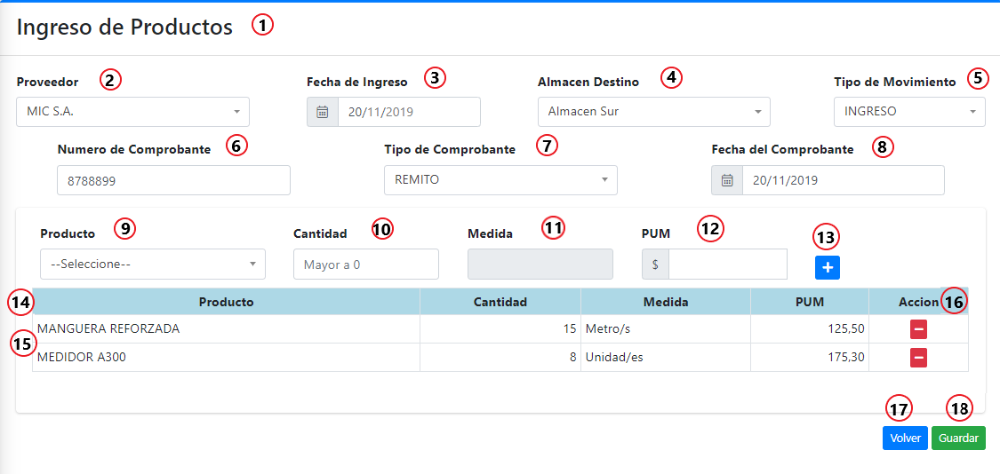 Ingreso de Productos 1
Proveedor 2 Fecha de Ingreso 3 Almacen Destino 4 Tipo de Movimiento 5
MIC S.A. 20/11/2019 Almacen Sur INGRESO
Numero de Comprobante 6 Tipo de Comprobante 7 Fecha del Comprobante 8
8788899 REMITO 20/11/2019
Producto 9 Cantidad 10 Medida 11 PUM 12 13
--Seleccione-- Mayor a 0 $ +
14 Producto Cantidad Medida PUM Accion 16
MANGUERA REFORZADA 15 Metro/s 125,50
15
MEDIDOR A300 8 Unidad/es 175,30
17 18
Volver Guardar